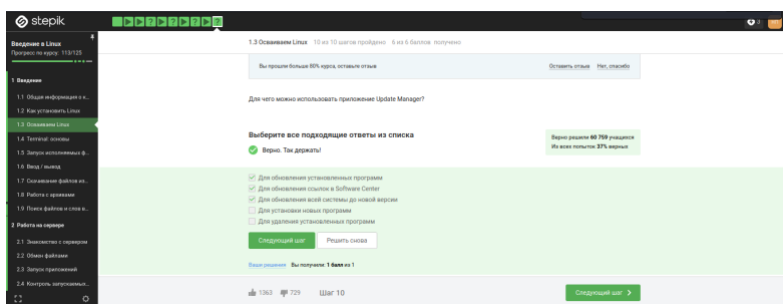 stepik
2
Введение в Linux
Прогресс по курсу: 113/125
1.3 Осваиваем Linux 10 из 10 шагов пройдено 6 из 6 баллов получено
Вы прошли больше 80% курса, оставьте отзыв
Оставить отзыв Нет, спасибо
1 Введение
1.1 Общая информация о к...
1.2 Как установить Linux
1.3 Осваиваем Linux
1.4 Terminal: основы
1.5 Запуск исполняемых ф...
1.6 Ввод / вывод
1.7 Скачивание файлов из...
1.8 Работа с архивами
1.9 Поиск файлов и слов в...
2 Работа на сервере
2.1 Знакомство с сервером
2.2 Обмен файлами
2.3 Запуск приложений
2.4 Контроль запускаемых...
Для чего можно использовать приложение Update Manager?
Выберите все подходящие ответы из списка
Верно. Так держать!
Верно решили 60 759 учащихся
Из всех попыток 37% верных
Для обновления установленных программ
Для обновления ссылок в Software Center
Для обновления всей системы до новой версии
Для установки новых программ
Для удаления установленных программ
Следующий шаг Решить снова
Ваши решения Вы получили: 1 балл из 1
1363 729 Шаг 10
Следующий шаг